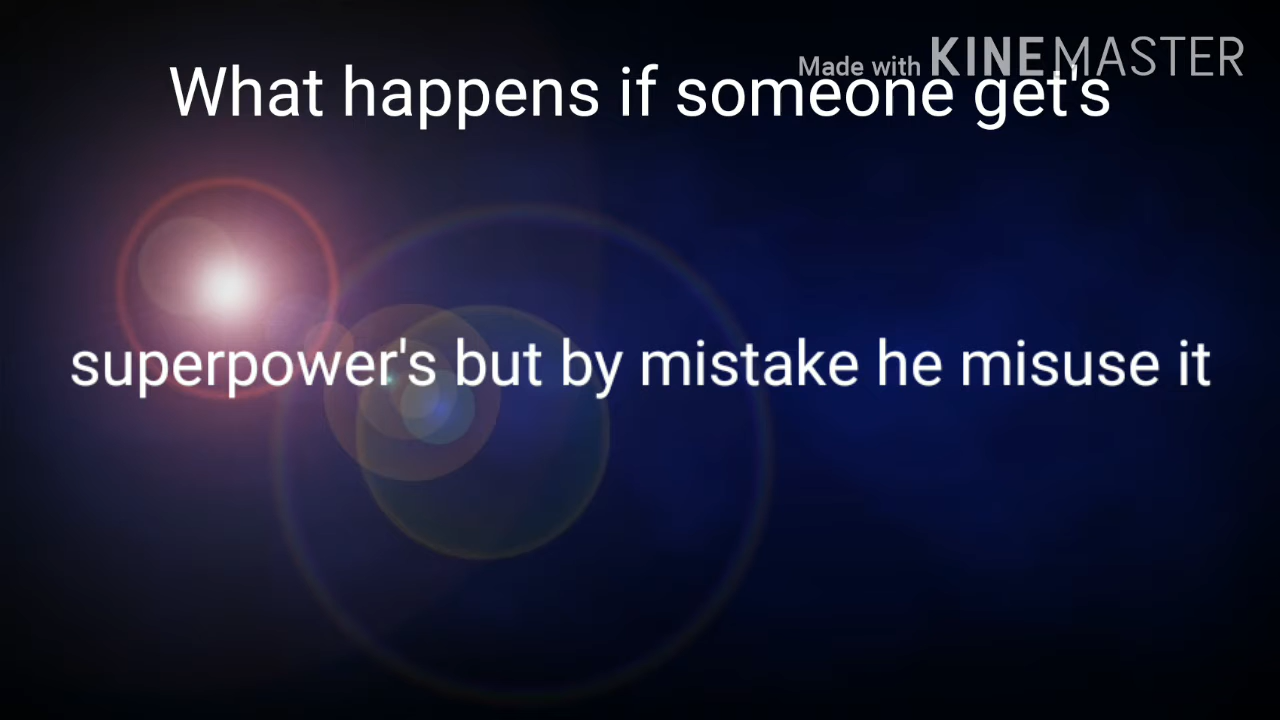 Made with KINEMASTER
What happens if someone get's
superpower's but by mistake he misuse it